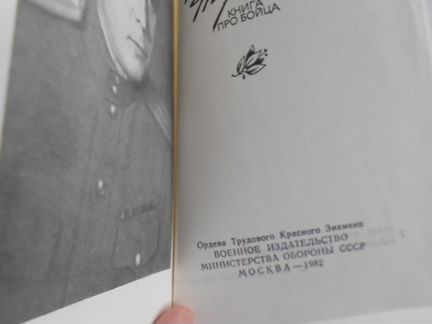 КНИГА
ПРО БОЙЦА
Ордена Трудового Красного Знамени
ВОЕННОЕ ИЗДАТЕЛЬСТВО
МИНИСТЕРСТВА ОБОРОНЫ СССР
МОСКВА — 1982